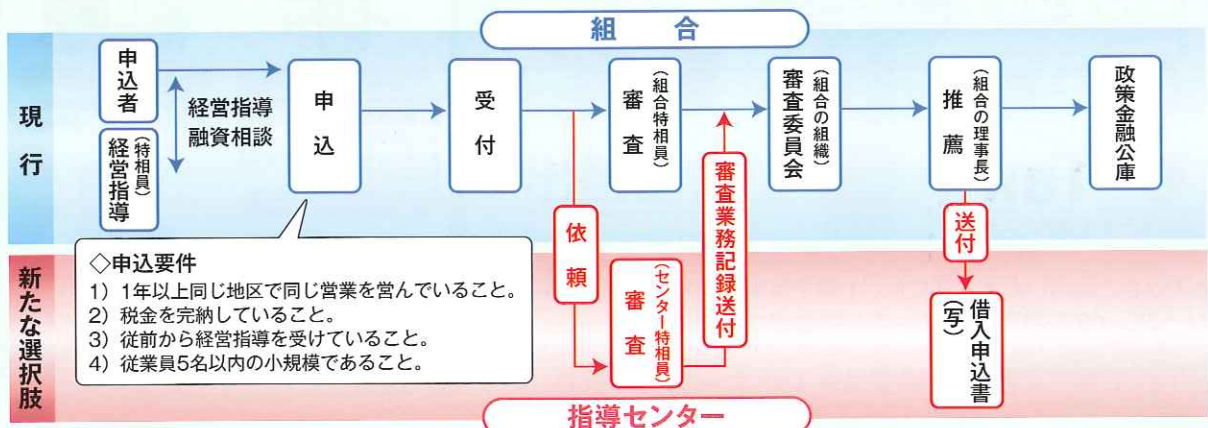 組合
現行
申込者
(特相員)
経営指導
経営指導
融資相談
申込
受付
審査
(組合特相員)
審査委員会
(組合の組織)
推薦
(組合の理事長)
政策金融公庫
依頼
審査業務記録送付
送付
◇申込要件
1）1年以上同じ地区で同じ営業を営んでいること。
2）税金を完納していること。
3）従前から経営指導を受けていること。
4）従業員5名以内の小規模であること。
新たな選択肢
審査
(センター特相員)
借入申込書
(写)
指導センター